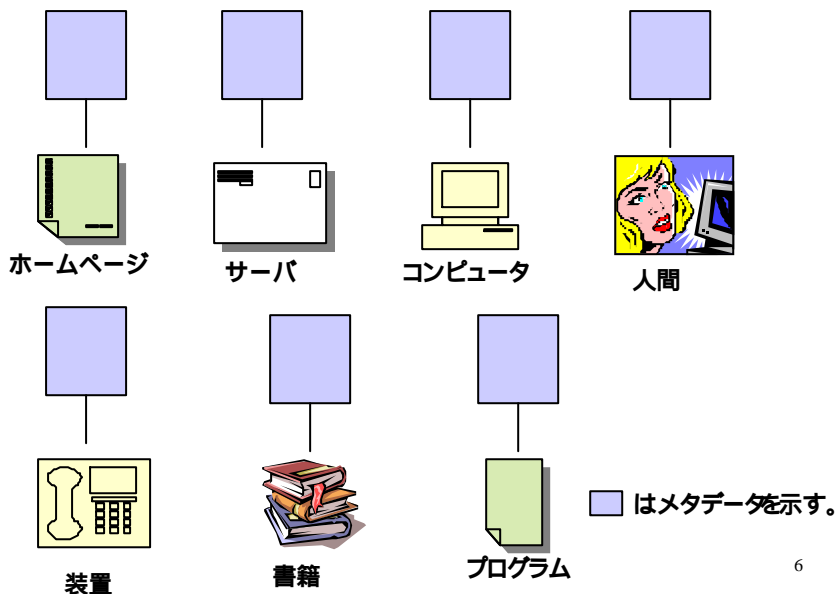 ホームページ
サーバ
コンピュータ
人間
装置
書籍
プログラム
はメタデータを示す。
6